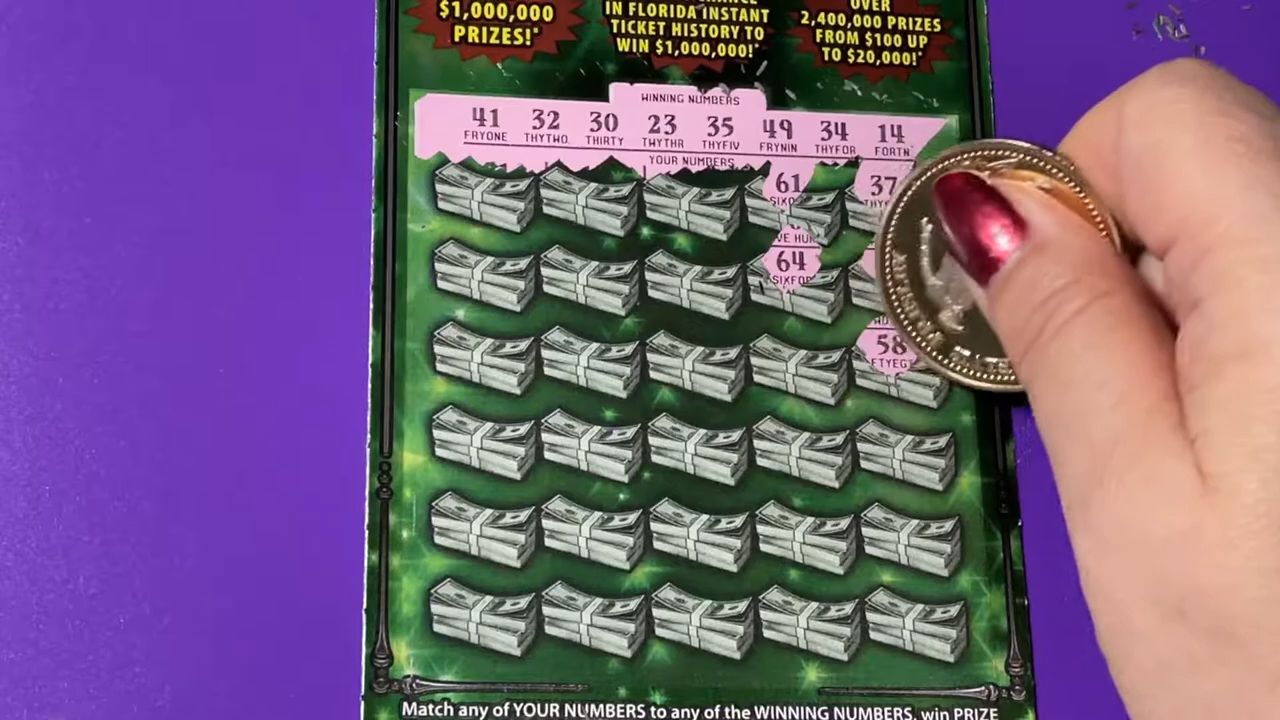 $1,000,000
PRIZES!*
IN FLORIDA INSTANT
TICKET HISTORY TO
WIN $1,000,000!*
OVER
2,400,000 PRIZES
FROM $100 UP
TO $20,000!*
WINNING NUMBERS
41 32 30 23 35 49 34 14
FRYONE THYTWO THIRTY TWYTHR THYFIV FRYNIN THYFOR FORTN
YOUR NUMBERS
61 37
64
SIXFOR
58
FTYEGT
Match any of YOUR NUMBERS to any of the WINNING NUMBERS, win PRIZE